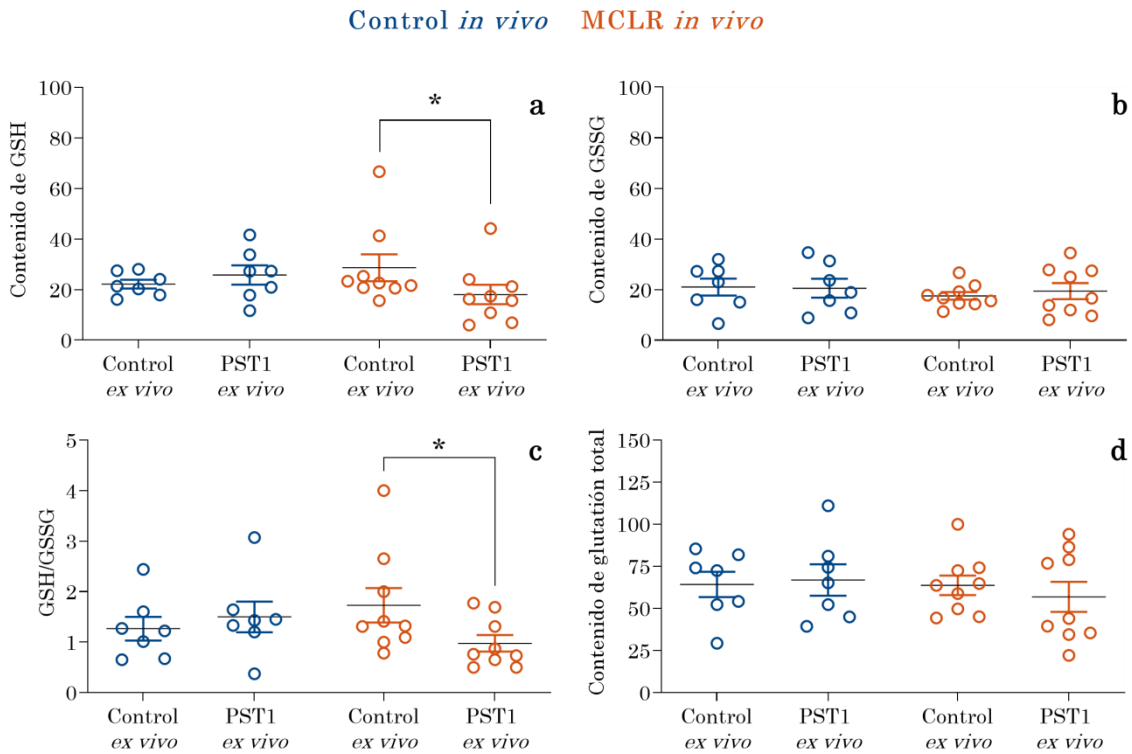 Control in vivo MCLR in vivo
a
Contenido de GSH
100
80
60
40
20
0
*
Control
ex vivo
PST1
ex vivo
Control
ex vivo
PST1
ex vivo
b
Contenido de GSSG
100
80
60
40
20
0
Control
ex vivo
PST1
ex vivo
Control
ex vivo
PST1
ex vivo
c
GSH/GSSG
5
4
3
2
1
0
*
Control
ex vivo
PST1
ex vivo
Control
ex vivo
PST1
ex vivo
d
Contenido de glutatión total
150
125
100
75
50
25
0
Control
ex vivo
PST1
ex vivo
Control
ex vivo
PST1
ex vivo